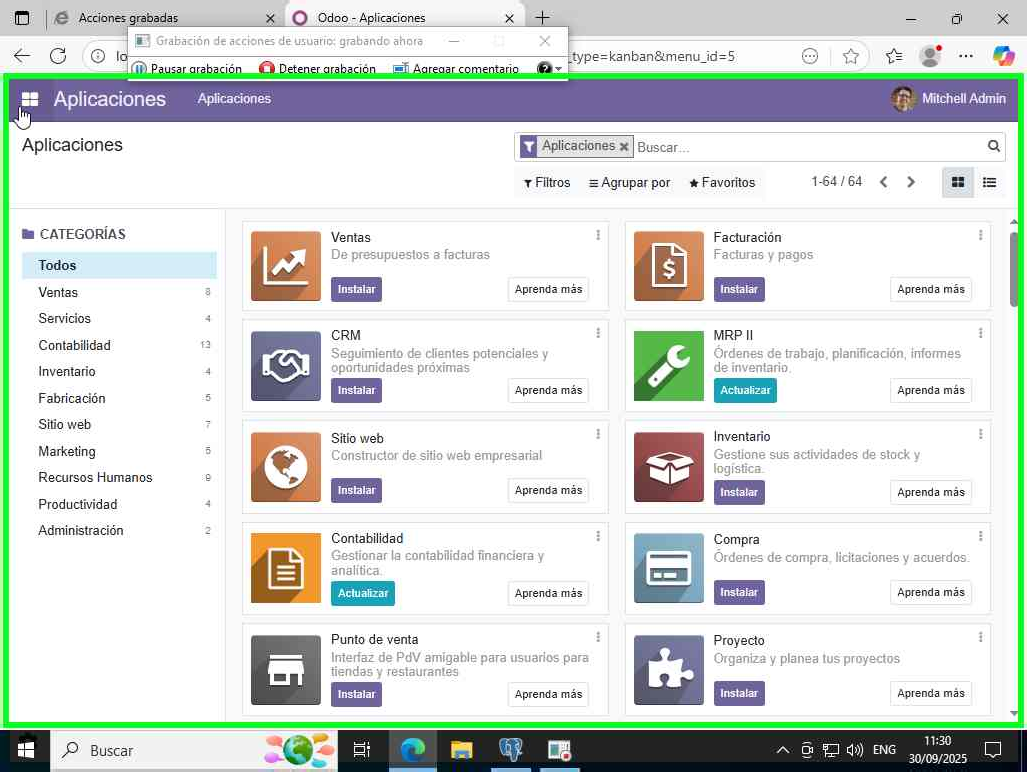 Acciones grabadas
Odoo - Aplicaciones
Grabación de acciones de usuario: grabando ahora
Pausar grabación
Detener grabación
Agregar comentario
_type=kanban&menu_id=5
Aplicaciones
Aplicaciones
Mitchell Admin
Aplicaciones
Aplicaciones
Buscar...
Filtros
Agrupar por
Favoritos
1-64 / 64
CATEGORÍAS
Todos
Ventas 8
Servicios 4
Contabilidad 13
Inventario 4
Fabricación 5
Sitio web 7
Marketing 5
Recursos Humanos 9
Productividad 4
Administración 2
Ventas
De presupuestos a facturas
Instalar
Aprenda más
Facturación
Facturas y pagos
Instalar
Aprenda más
CRM
Seguimiento de clientes potenciales y
oportunidades próximas
Instalar
Aprenda más
MRP II
Órdenes de trabajo, planificación, informes
de inventario.
Actualizar
Aprenda más
Sitio web
Constructor de sitio web empresarial
Instalar
Aprenda más
Inventario
Gestione sus actividades de stock y
logística.
Instalar
Aprenda más
Contabilidad
Gestionar la contabilidad financiera y
analítica.
Actualizar
Aprenda más
Compra
Órdenes de compra, licitaciones y acuerdos.
Instalar
Aprenda más
Punto de venta
Interfaz de PdV amigable para usuarios para
tiendas y restaurantes
Instalar
Aprenda más
Proyecto
Organiza y planea tus proyectos
Instalar
Aprenda más
Buscar
ENG
11:30
30/09/2025